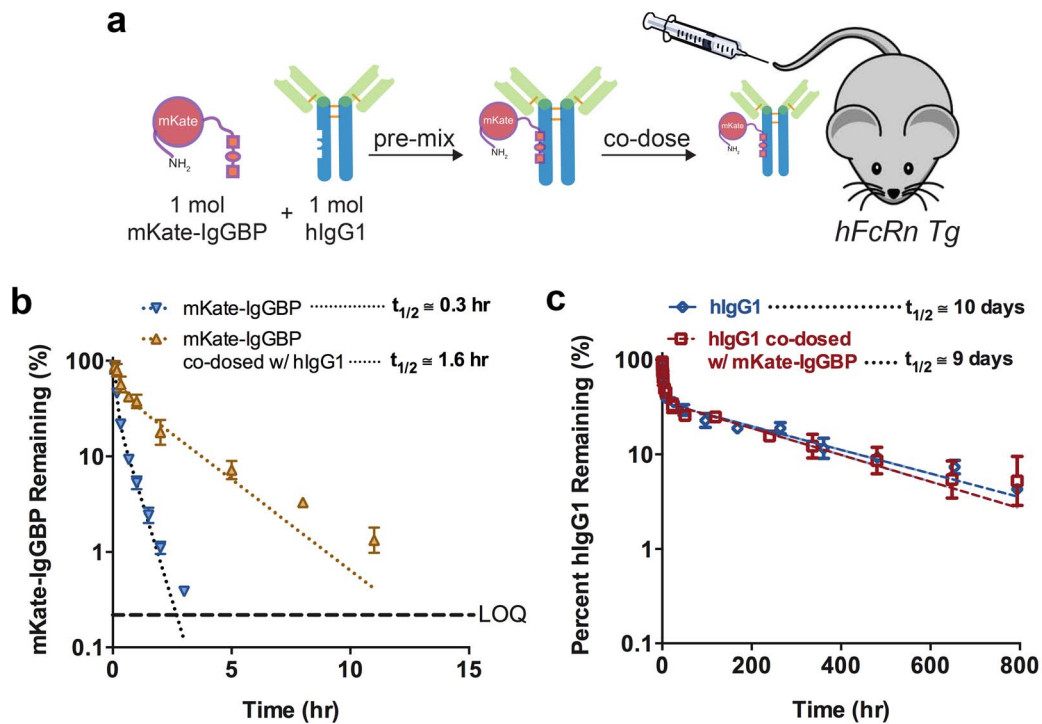 a
mKate
NH2
1 mol
mKate-IgGBP
+
1 mol
hIgG1
pre-mix
mKate
NH2
co-dose
mKate
NH2
hFcRn Tg
b
mKate-IgGBP
t1/2 ≅ 0.3 hr
mKate-IgGBP
co-dosed w/ hIgG1
t1/2 ≅ 1.6 hr
mKate-IgGBP Remaining (%)
100
10
1
0.1
LOQ
0
5
10
15
Time (hr)
c
hIgG1
t1/2 ≅ 10 days
hIgG1 co-dosed
w/ mKate-IgGBP
t1/2 ≅ 9 days
Percent hIgG1 Remaining (%)
100
10
1
0.1
0
200
400
600
800
Time (hr)